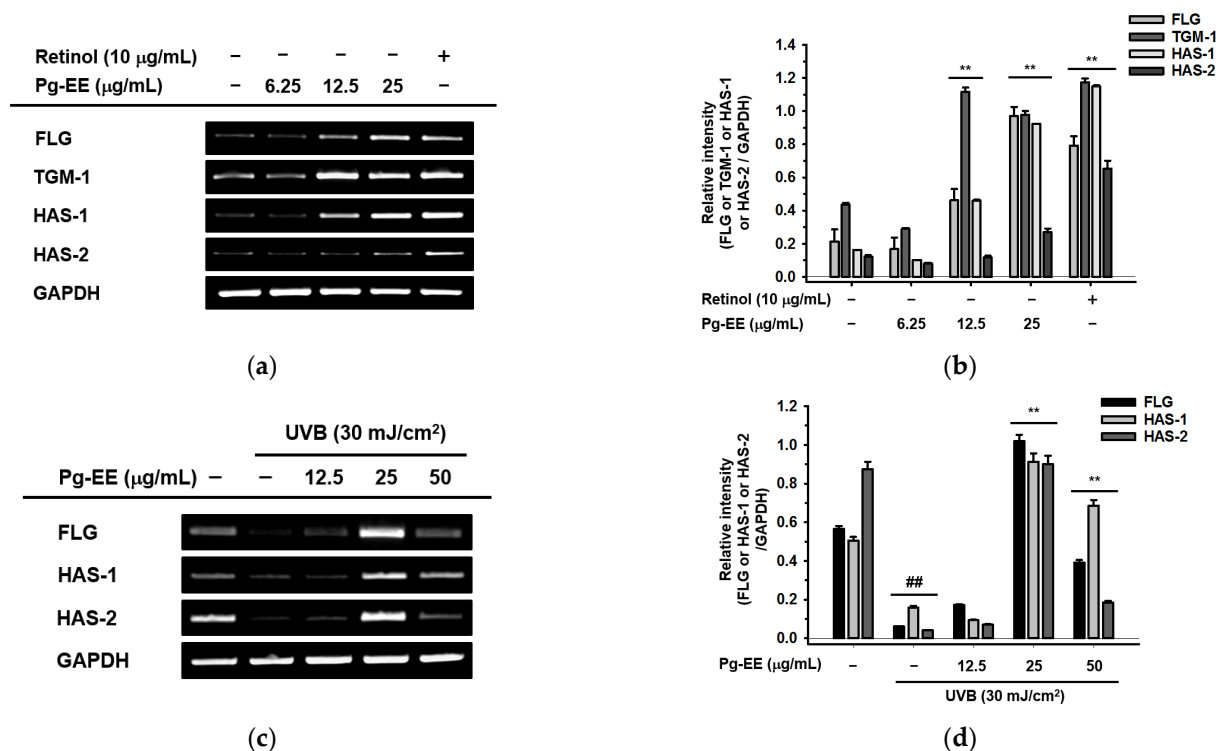 Retinol (10 μg/mL) – – – – +
Pg-EE (μg/mL) – 6.25 12.5 25 –
FLG
TGM-1
HAS-1
HAS-2
GAPDH
(a)
FLG
TGM-1
HAS-1
HAS-2
Relative intensity
(FLG or TGM-1 or HAS-1
or HAS-2 / GAPDH)
1.4
1.2
1.0
0.8
0.6
0.4
0.2
0.0
** ** **
Retinol (10 μg/mL) – – – – +
Pg-EE (μg/mL) – 6.25 12.5 25 –
(b)
UVB (30 mJ/cm²)
Pg-EE (μg/mL) – – 12.5 25 50
FLG
HAS-1
HAS-2
GAPDH
(c)
FLG
HAS-1
HAS-2
Relative intensity
(FLG or HAS-1 or HAS-2
/GAPDH)
1.2
1.0
0.8
0.6
0.4
0.2
0.0
## ** **
Pg-EE (μg/mL) – – 12.5 25 50
UVB (30 mJ/cm²)
(d)